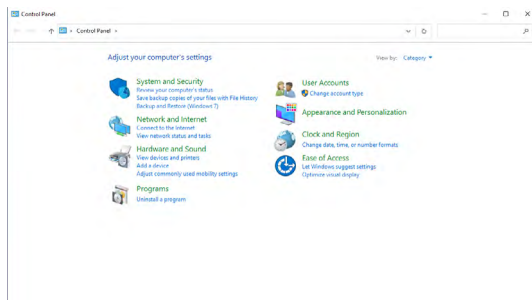 Control Panel
Control Panel
Adjust your computer's settings
View by: Category
System and Security
Review your computer's status
Save backup copies of your files with File History
Backup and Restore (Windows 7)
Network and Internet
Connect to the Internet
View network status and tasks
Hardware and Sound
View devices and printers
Add a device
Adjust commonly used mobility settings
Programs
Uninstall a program
User Accounts
Change account type
Appearance and Personalization
Clock and Region
Change date, time, or number formats
Ease of Access
Let Windows suggest settings
Optimize visual display